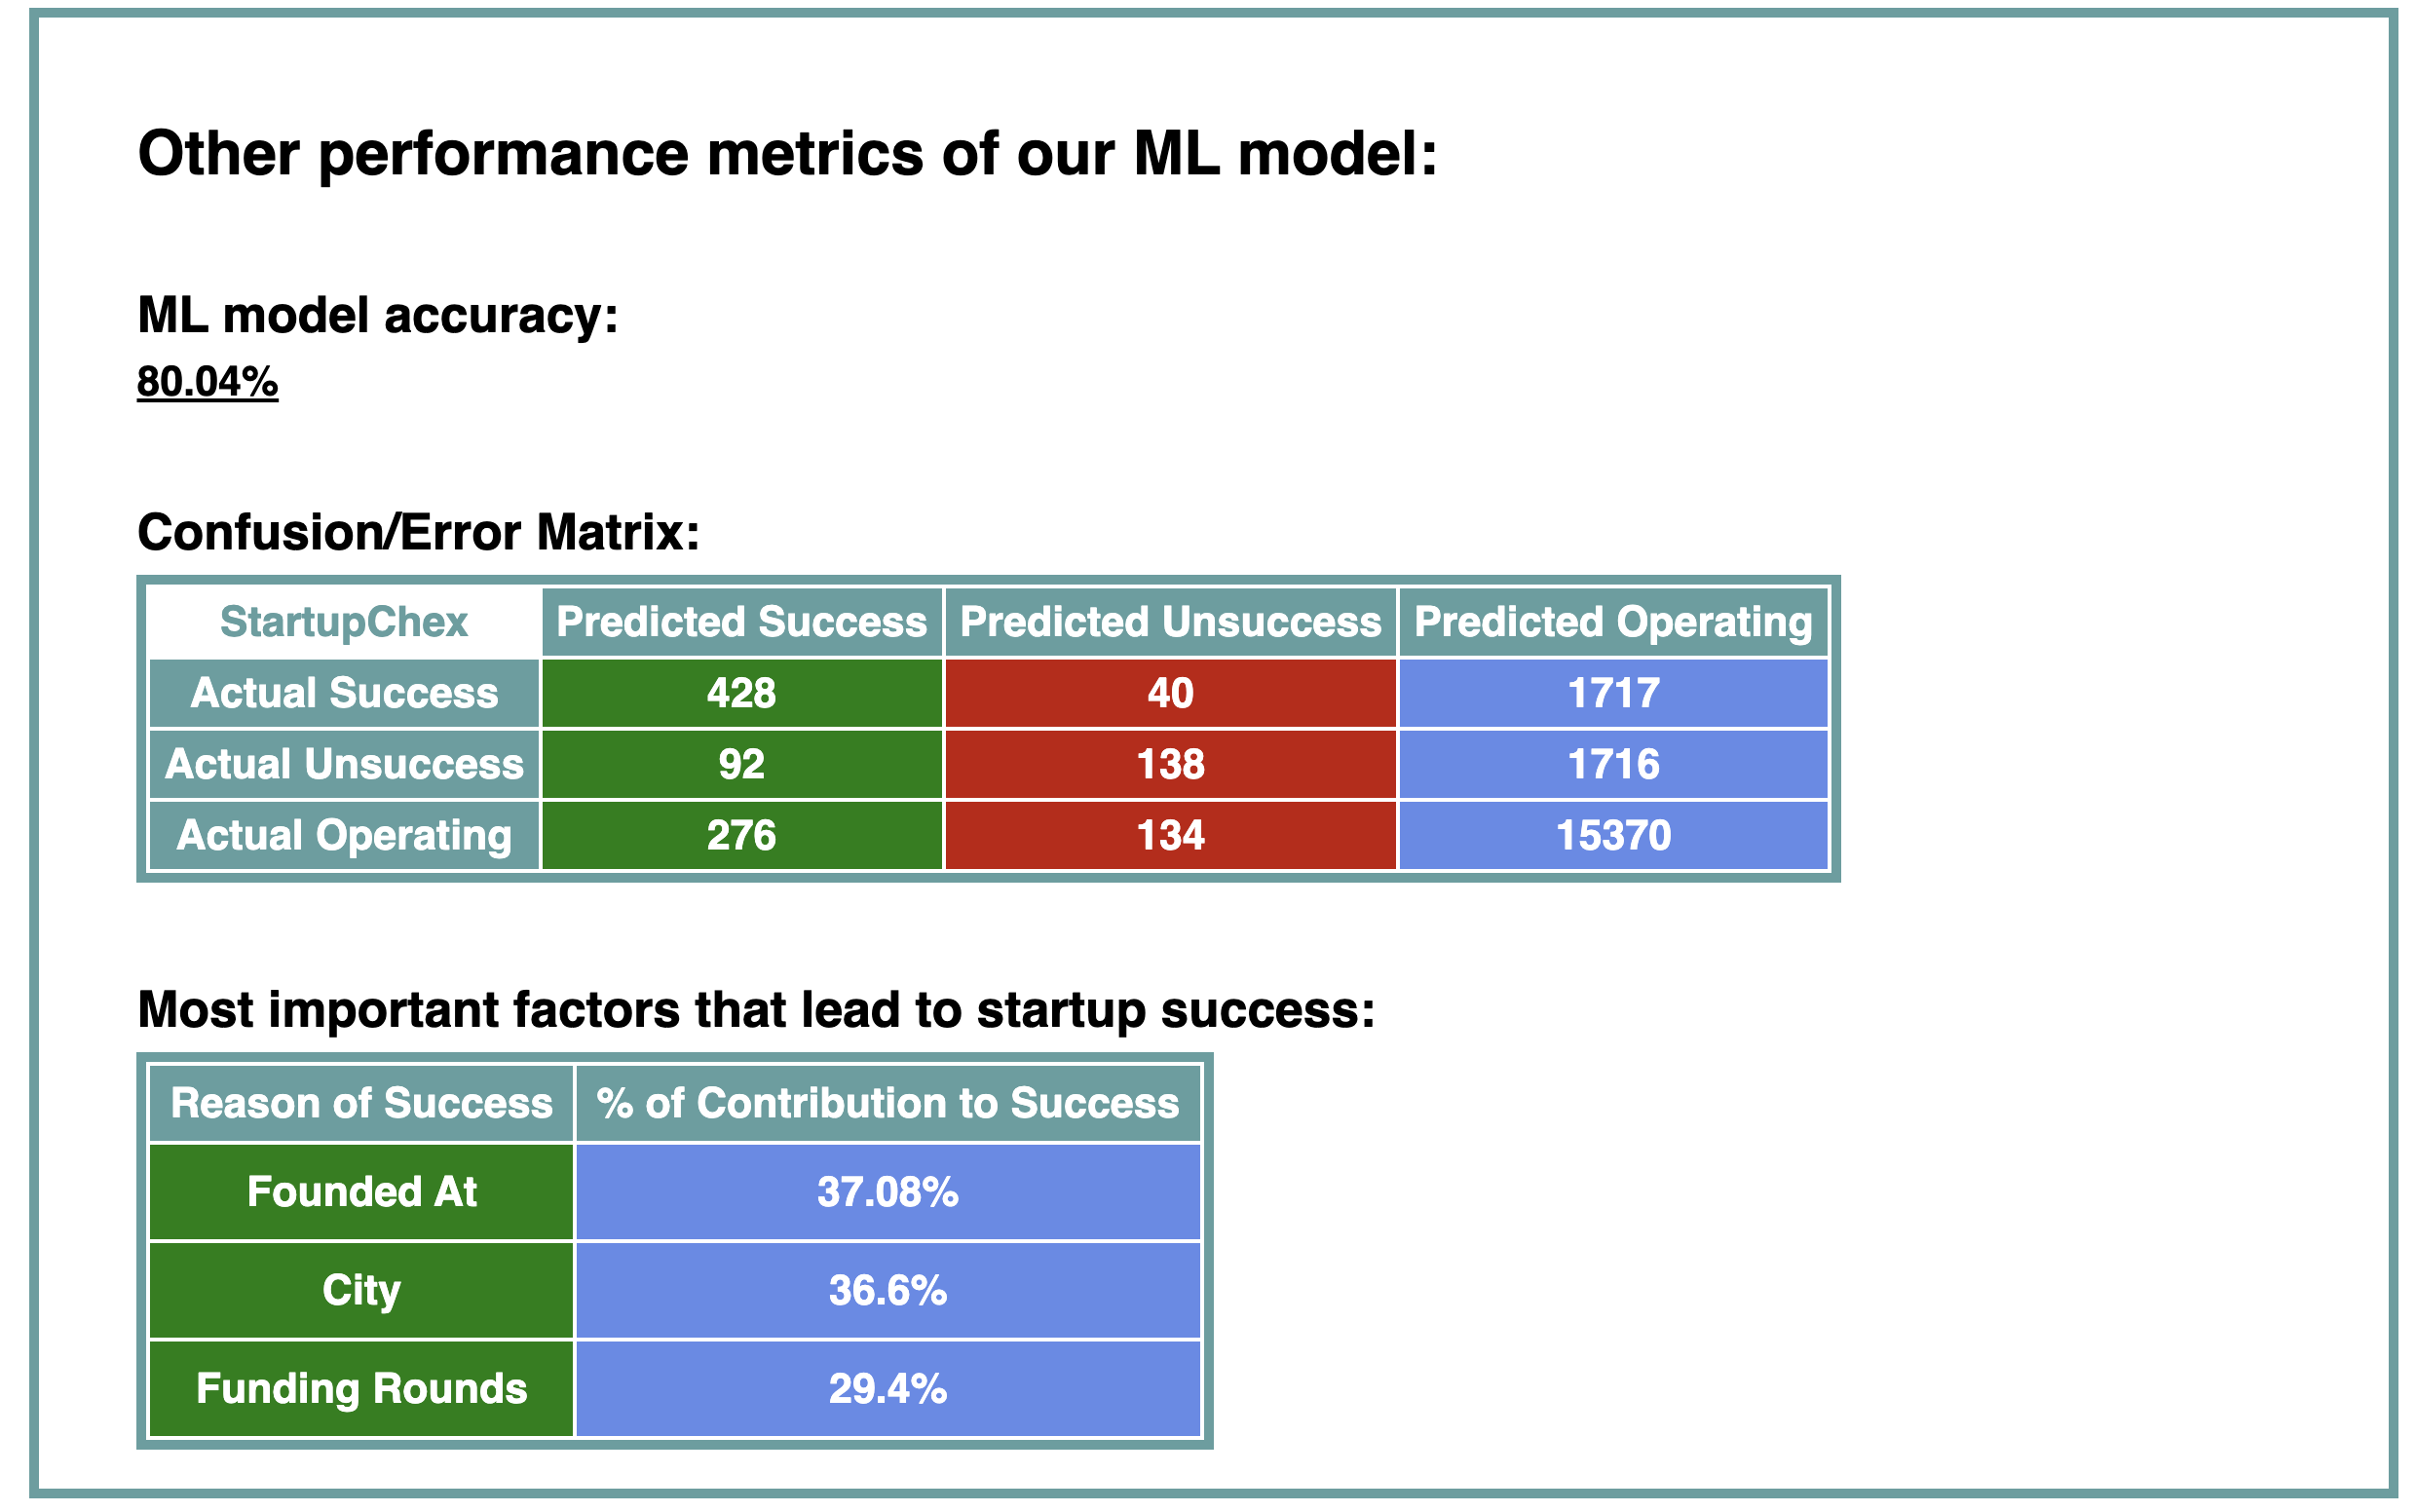 Other performance metrics of our ML model:
ML model accuracy:
80.04%
Confusion/Error Matrix:
StartupChex Predicted Success Predicted Unsuccess Predicted Operating
Actual Success 428 40 1717
Actual Unsuccess 92 138 1716
Actual Operating 276 134 15370
Most important factors that lead to startup success:
Reason of Success % of Contribution to Success
Founded At 37.08%
City 36.6%
Funding Rounds 29.4%